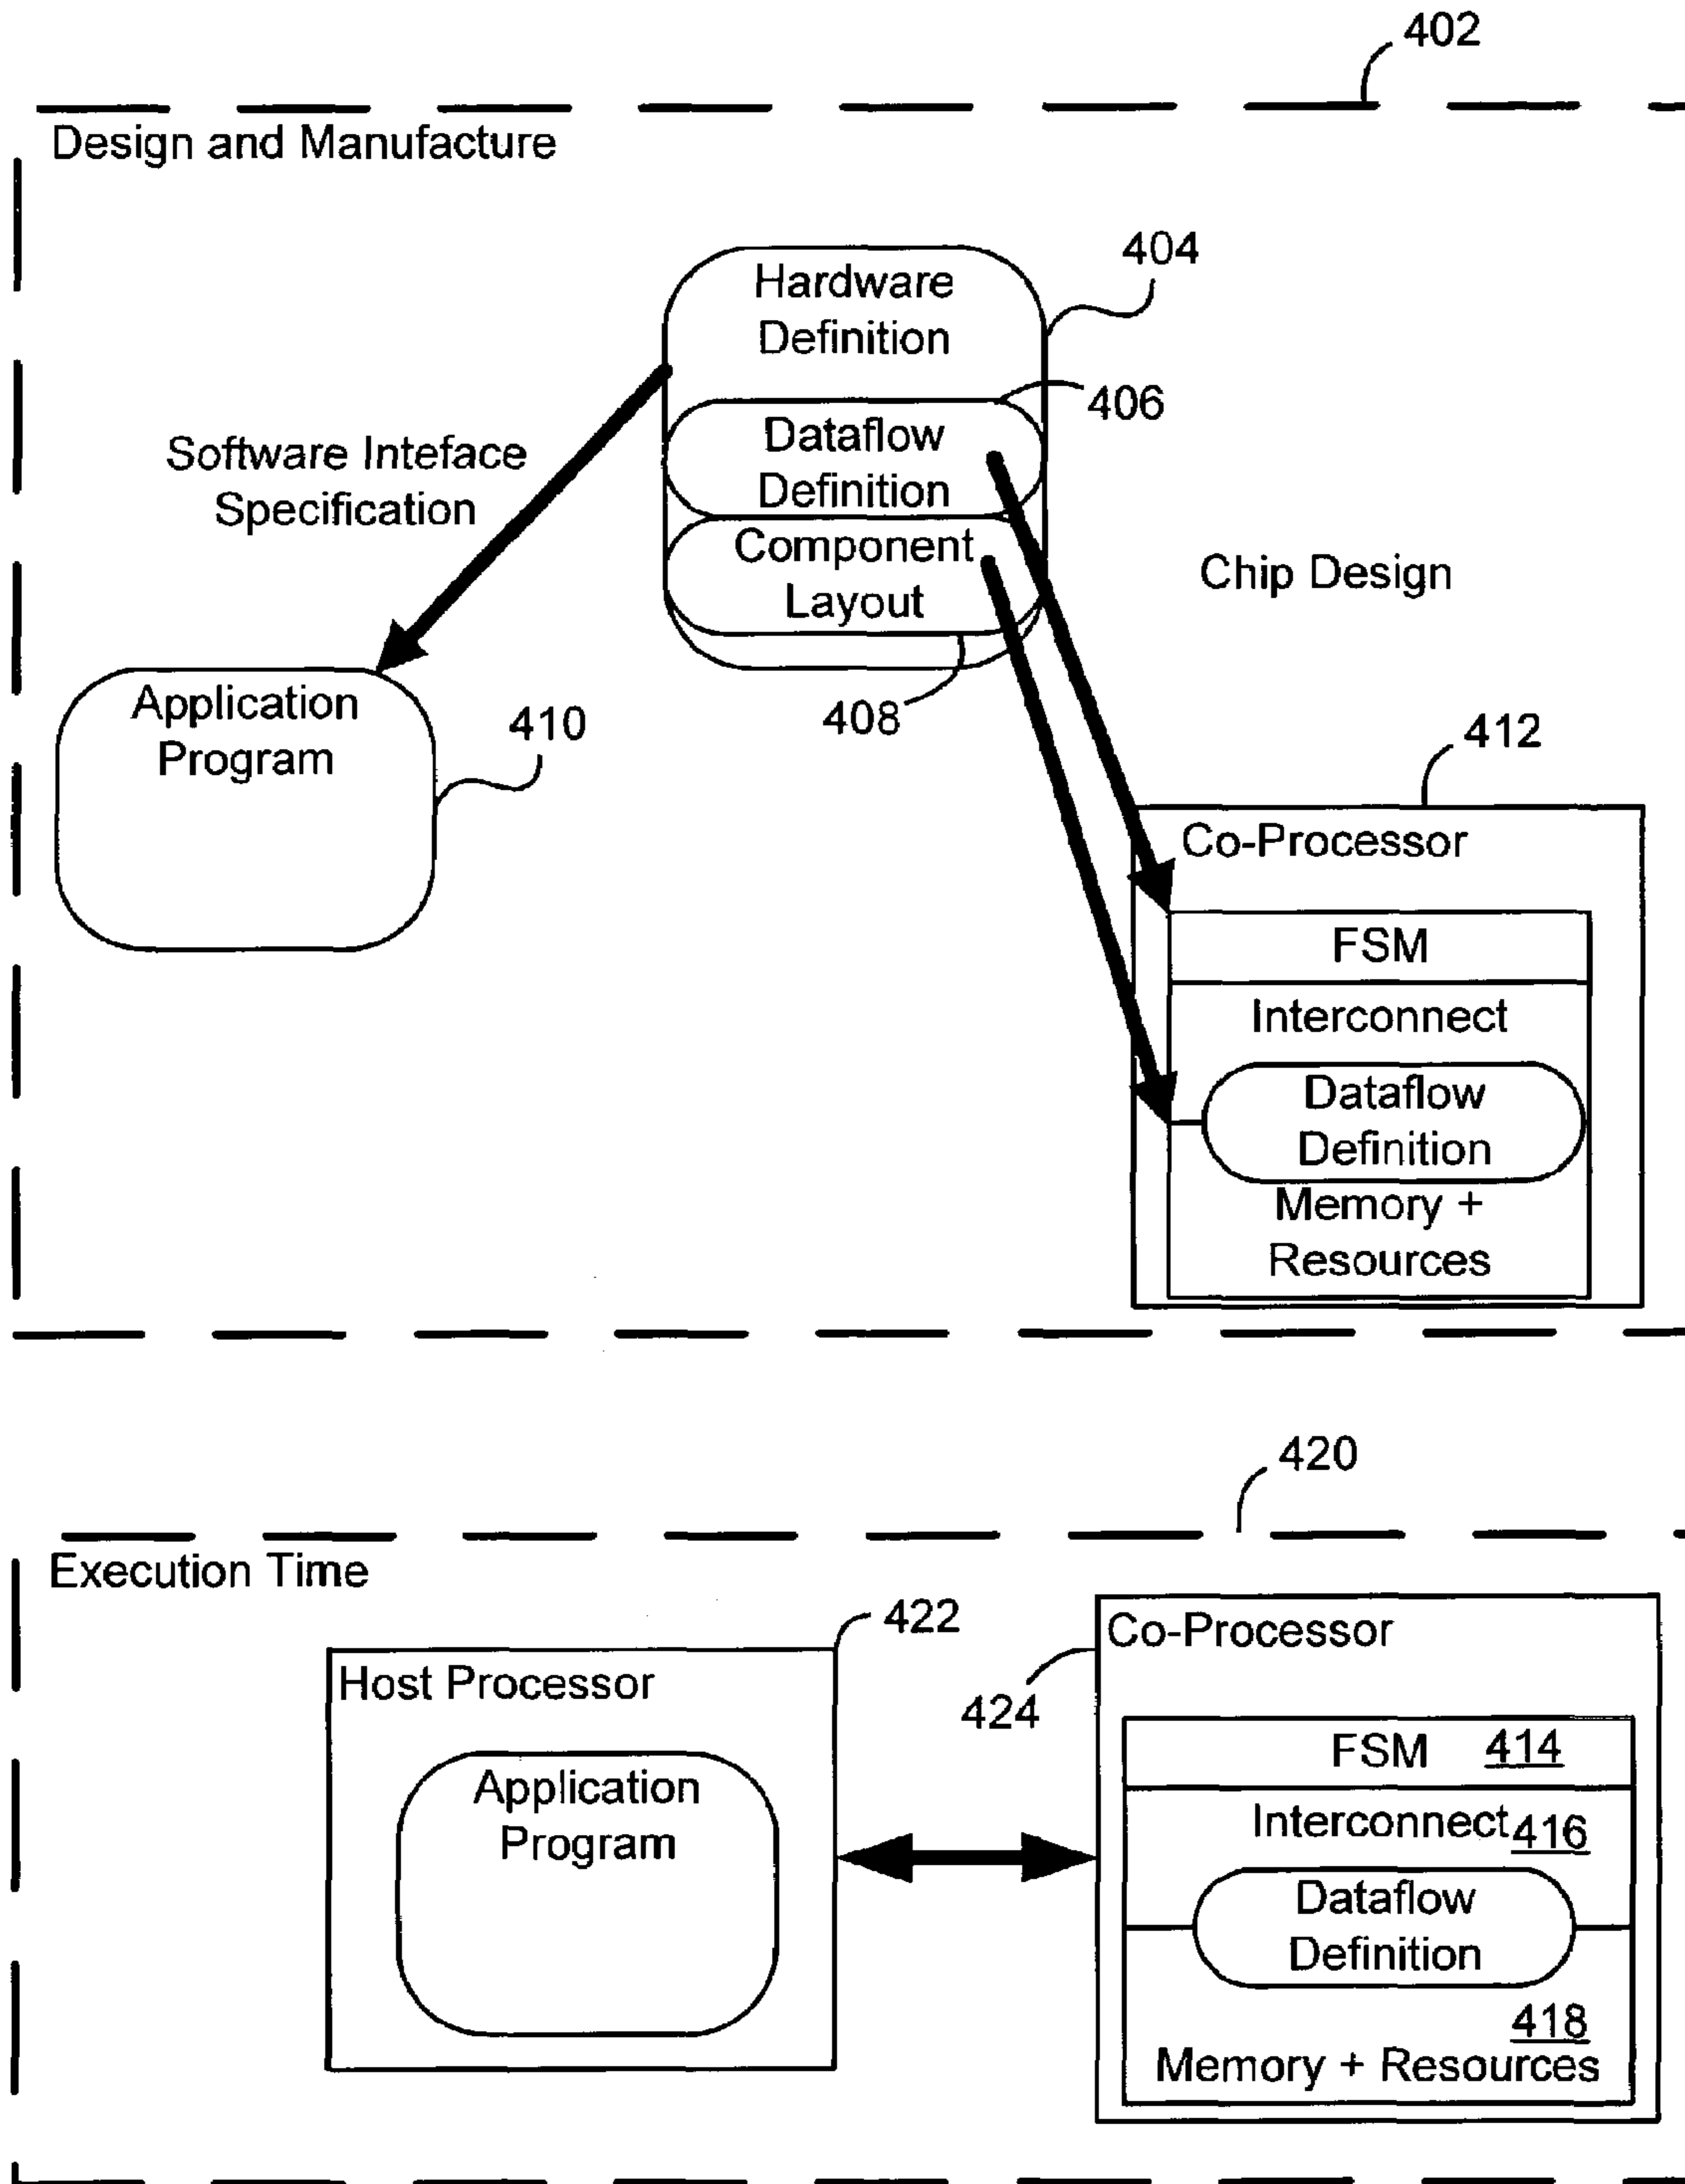 402
Design and Manufacture
404
Hardware
Definition
406
Dataflow
Definition
Software Inteface
Specification
Component
Layout
Chip Design
408
Application
Program
410
412
Co-Processor
FSM
Interconnect
Dataflow
Definition
Memory +
Resources
420
Execution Time
422
Host Processor
Application
Program
424
Co-Processor
FSM 414
Interconnect 416
Dataflow
Definition
418
Memory + Resources